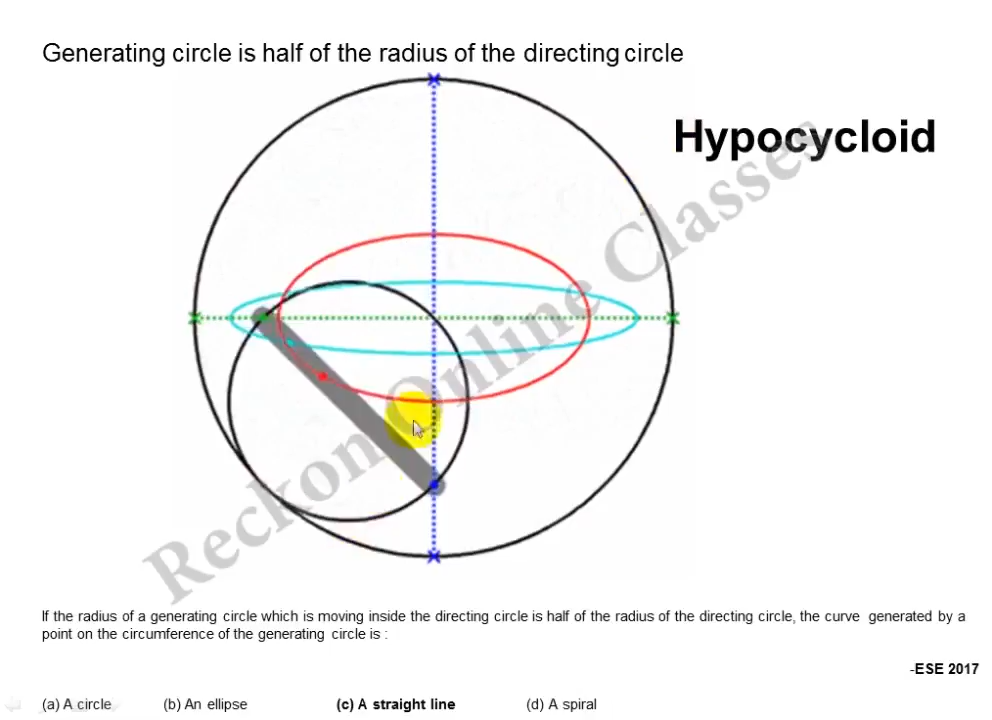 Generating circle is half of the radius of the directing circle
Hypocycloid
Reckon Online Classes
If the radius of a generating circle which is moving inside the directing circle is half of the radius of the directing circle, the curve generated by a
point on the circumference of the generating circle is :
-ESE 2017
(a) A circle (b) An ellipse (c) A straight line (d) A spiral